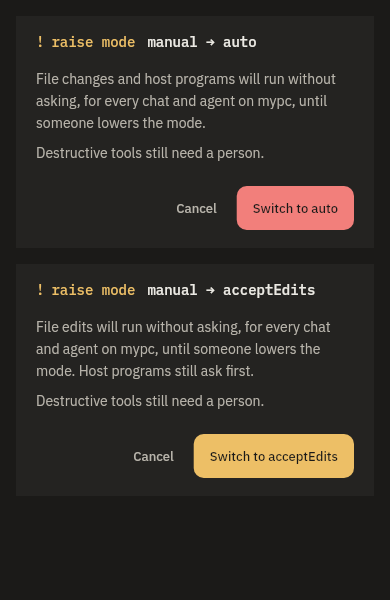 ! raise mode manual → auto
File changes and host programs will run without
asking, for every chat and agent on mypc, until
someone lowers the mode.
Destructive tools still need a person.
Cancel Switch to auto
! raise mode manual → acceptEdits
File edits will run without asking, for every chat
and agent on mypc, until someone lowers the
mode. Host programs still ask first.
Destructive tools still need a person.
Cancel Switch to acceptEdits